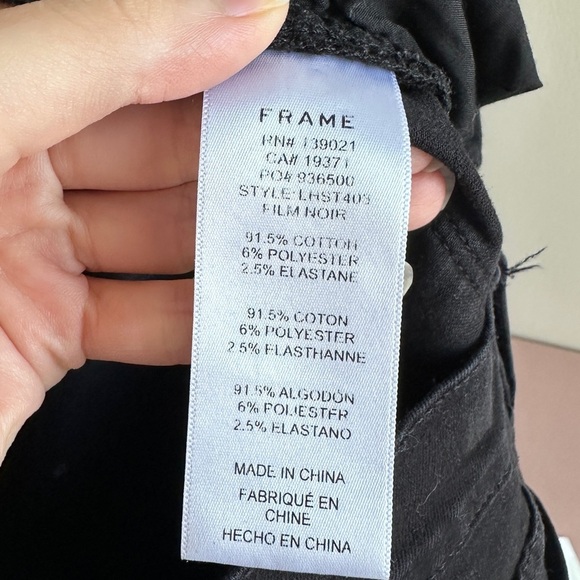 FRAME
RN# 139021
CA# 19371
PO# 936500
STYLE: LHST403
FILM NOIR
91.5% COTTON
6% POLYESTER
2.5% ELASTANE
91.5% COTON
6% POLYESTER
2.5% ELASTHANNE
91.5% ALGODÓN
6% POLIESTER
2.5% ELASTANO
MADE IN CHINA
FABRIQUÉ EN
CHINE
HECHO EN CHINA